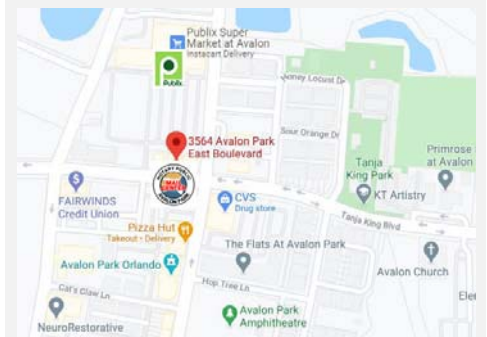 Publix Super
Market at Avalon
Instacart Delivery
Publix
Honey Locust Dr
Sour Orange Dr
3564 Avalon Park
East Boulevard
Tanja
King Park
Primrose
at Avalon
KT Artistry
FAIRWINDS
Credit Union
CVS
Drug store
Tanja King Blvd
Pizza Hut
Takeout • Delivery
The Flats At Avalon Park
Avalon Church
Avalon Park Orlando
Cat's Claw Ln
Hop Tree Ln
Avalon Park
Amphitheatre
NeuroRestorative